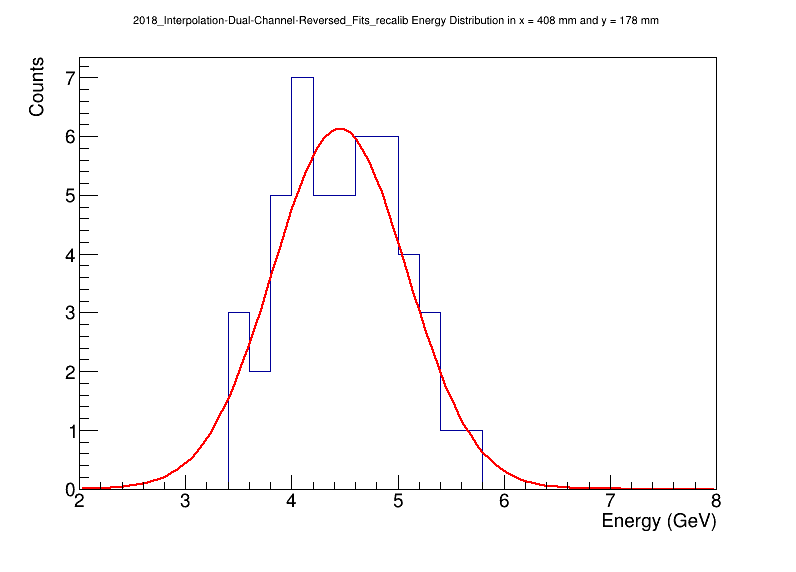 2018_Interpolation-Dual-Channel-Reversed_Fits_recalib Energy Distribution in x = 408 mm and y = 178 mm
Counts
7
6
5
4
3
2
1
0
2 3 4 5 6 7 8
Energy (GeV)